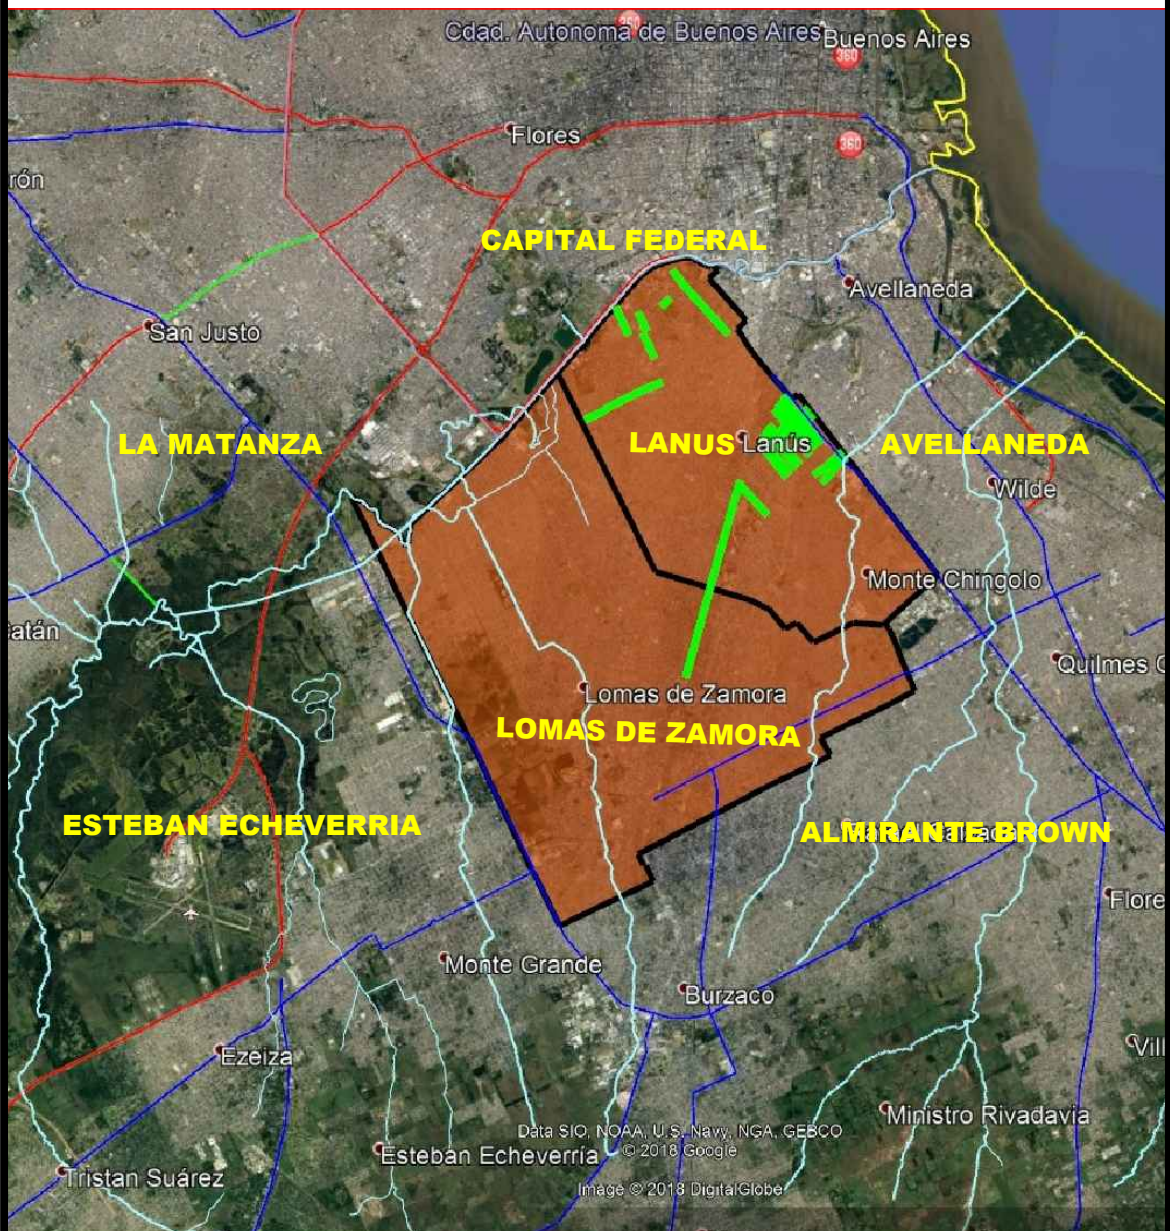 Cdad. Autonoma de Buenos Aires
Buenos Aires
360
360
360
Flores
rón
CAPITAL FEDERAL
Avellaneda
San Justo
LA MATANZA
LANUS
Lanús
AVELLANEDA
Wilde
Monte Chingolo
atán
Quilmes O
Lomas de Zamora
LOMAS DE ZAMORA
ESTEBAN ECHEVERRIA
ALMIRANTE BROWN
Flore
Monte Grande
Burzaco
Ezeiza
Vill
Ministro Rivadavia
Data SIO, NOAA, U.S. Navy, NGA, GEBCO
© 2018 Google
Esteban Echeverría
Tristan Suárez
Image © 2018 DigitalGlobe